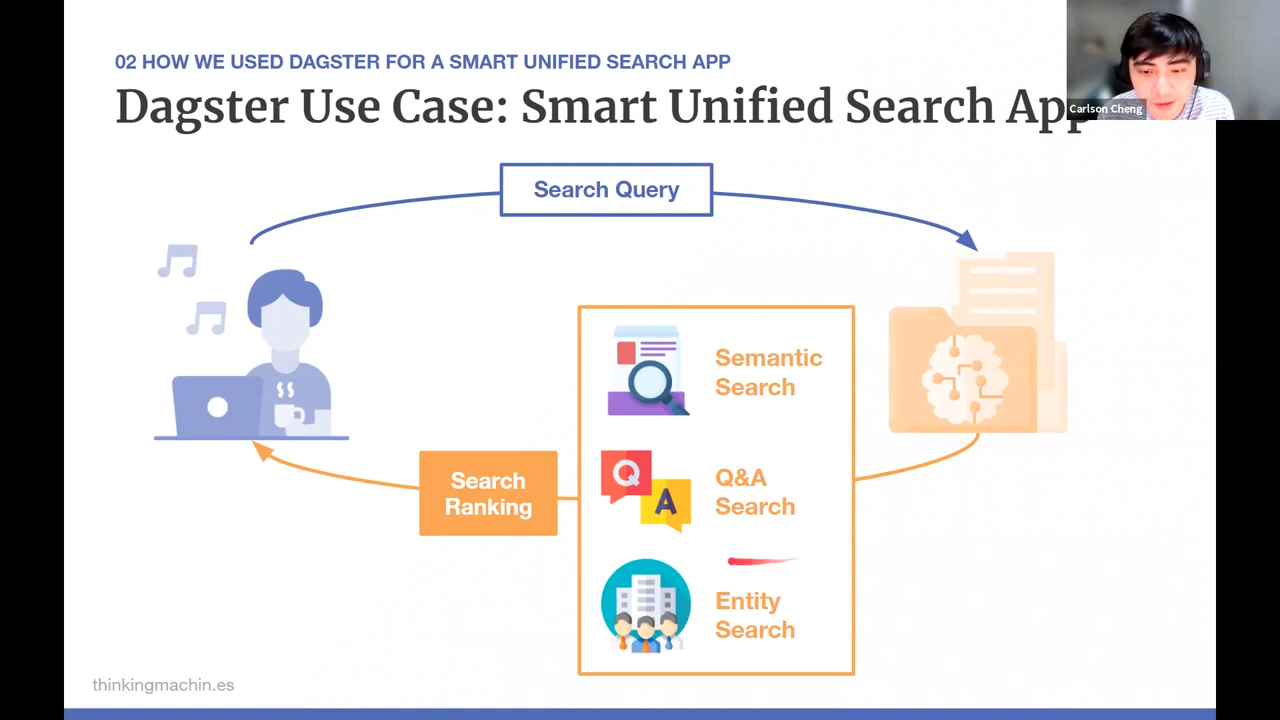 02 HOW WE USED DAGSTER FOR A SMART UNIFIED SEARCH APP
Dagster Use Case: Smart Unified Search App
Carlson Cheng
Search Query
Semantic
Search
Q A
Q&A
Search
Search
Ranking
Entity
Search
thinkingmachin.es